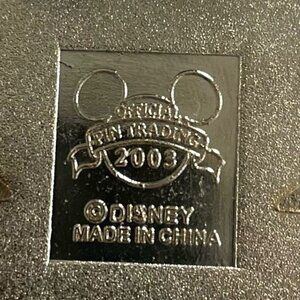 OFFICIAL
PIN TRADING
2003
©DISNEY
MADE IN CHINA